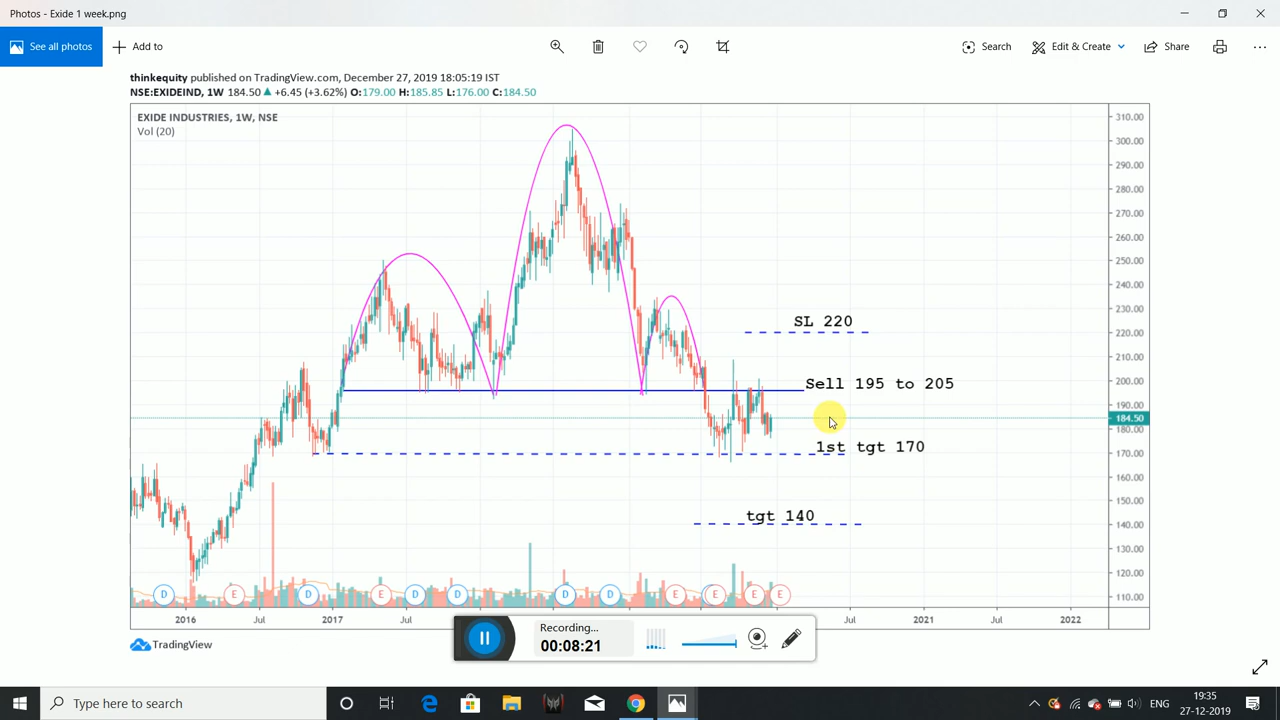 Photos - Exide 1 week.png
See all photos
Add to
Search
Edit & Create
Share
thinkequity published on TradingView.com, December 27, 2019 18:05:19 IST
NSE:EXIDEIND, 1W 184.50 ▲ +6.45 (+3.62%) O:179.00 H:185.85 L:176.00 C:184.50
EXIDE INDUSTRIES, 1W, NSE
Vol (20)
310.00
300.00
290.00
280.00
270.00
260.00
250.00
240.00
230.00
SL 220
220.00
210.00
200.00
Sell 195 to 205
190.00
184.50
180.00
1st tgt 170
170.00
160.00
150.00
tgt 140
140.00
130.00
120.00
110.00
D E D E D D D D E E E E
2016 Jul 2017 Jul Jul 2021 Jul 2022
TradingView
Recording...
00:08:21
Type here to search
ENG
19:35
27-12-2019